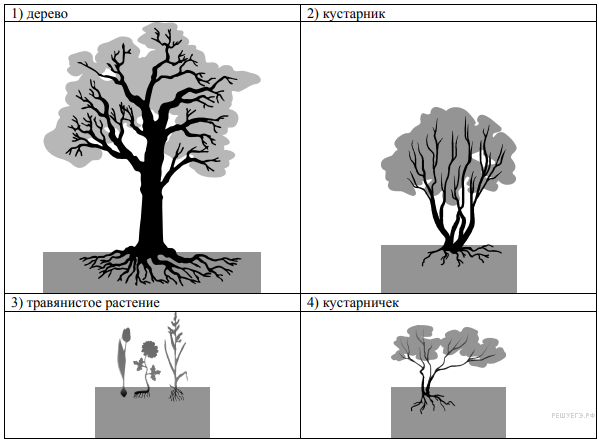 1) дерево
2) кустарник
3) травянистое растение
4) кустарничек
РЕШУЕГЭ.РФ